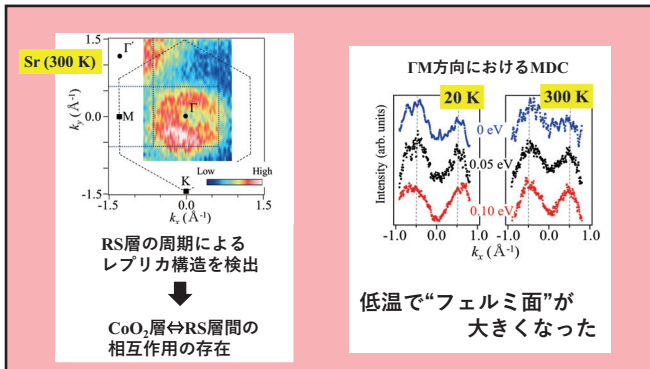 Sr (300 K)
1.5
0.0
-1.5
ky (Å-1)
Γ'
Γ
M
K
Low
High
-1.5
0.0
1.5
kx (Å-1)
RS層の周期による
レプリカ構造を検出
CoO2層⇔RS層間の
相互作用の存在
ΓM方向におけるMDC
20 K
300 K
Intensity (arb. units)
0 eV
0.05 eV
0.10 eV
-1.0
0.0
1.0
-1.0
0.0
1.0
kx (Å-1)
低温で“フェルミ面”が
大きくなった